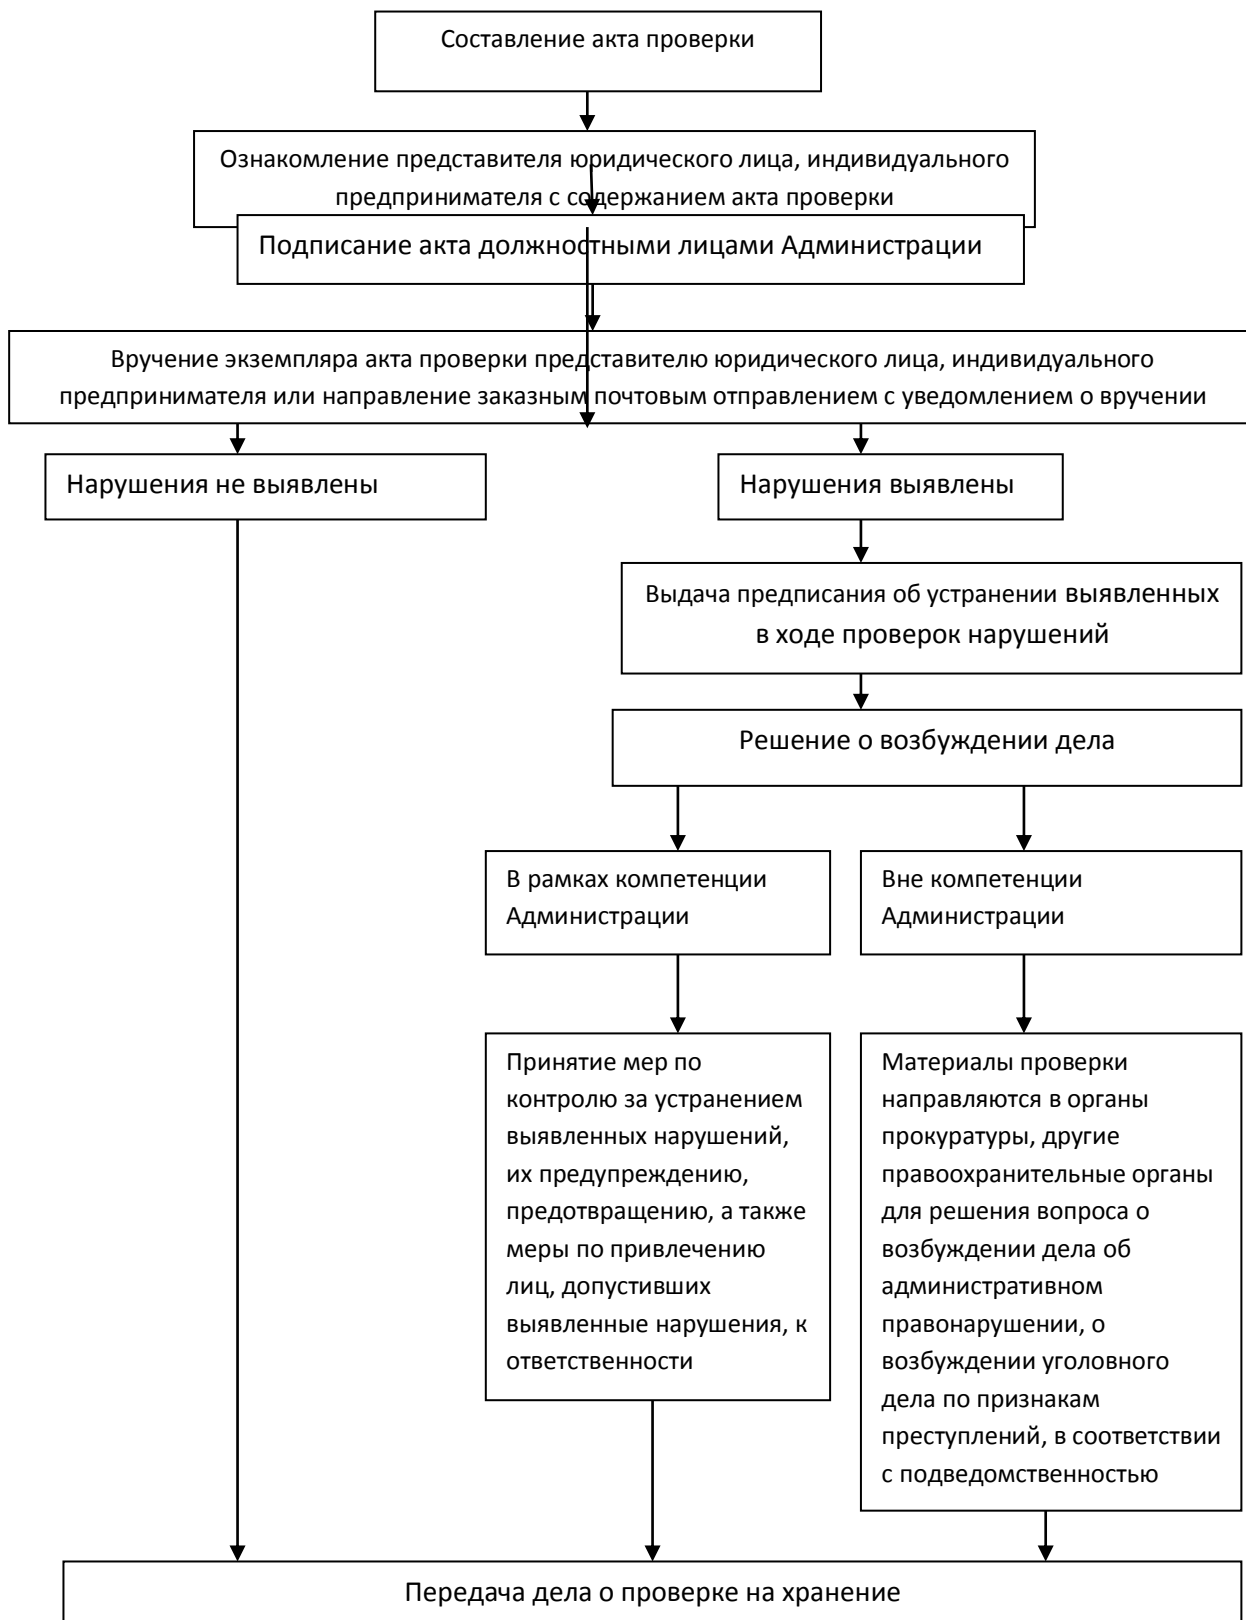 Составление акта проверки
Ознакомление представителя юридического лица, индивидуального
предпринимателя с содержанием акта проверки
Подписание акта должностными лицами Администрации
Вручение экземпляра акта проверки представителю юридического лица, индивидуального
предпринимателя или направление заказным почтовым отправлением с уведомлением о вручении
Нарушения не выявлены
Нарушения выявлены
Выдача предписания об устранении выявленных
в ходе проверок нарушений
Решение о возбуждении дела
В рамках компетенции
Администрации
Вне компетенции
Администрации
Принятие мер по
контролю за устранением
выявленных нарушений,
их предупреждению,
предотвращению, а также
меры по привлечению
лиц, допустивших
выявленные нарушения, к
ответственности
Материалы проверки
направляются в органы
прокуратуры, другие
правоохранительные органы
для решения вопроса о
возбуждении дела об
административном
правонарушении, о
возбуждении уголовного
дела по признакам
преступлений, в соответствии
с подведомственностью
Передача дела о проверке на хранение